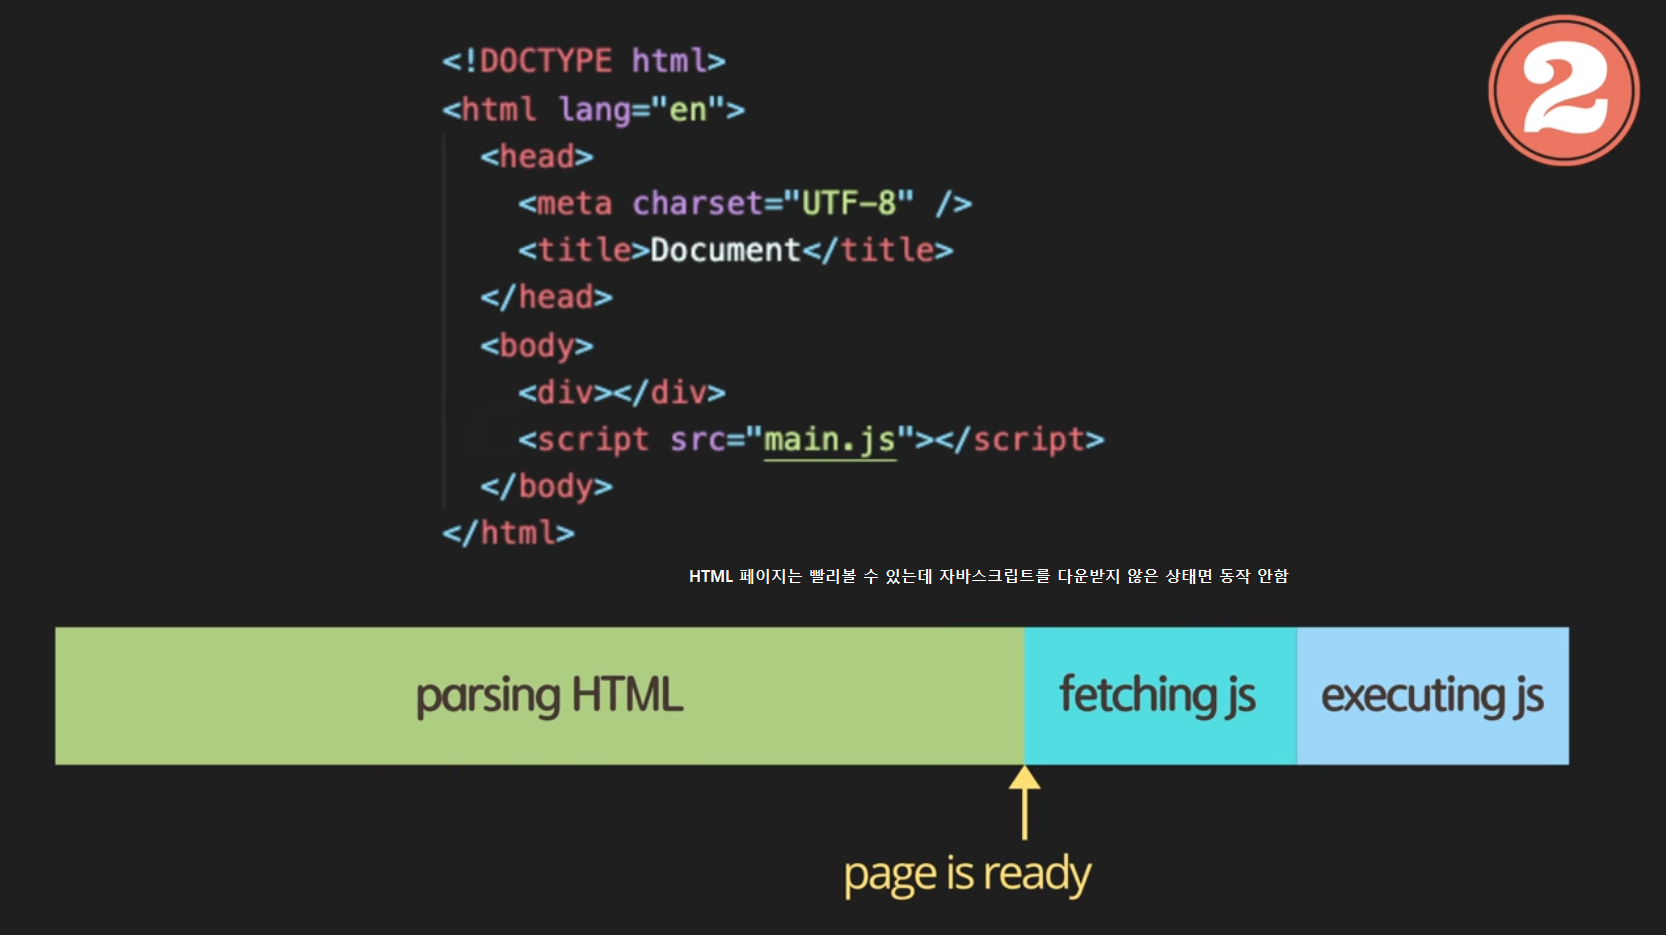 2
<!DOCTYPE html>
<html lang="en">
<head>
<meta charset="UTF-8" />
<title>Document</title>
</head>
<body>
<div></div>
<script src="main.js"></script>
</body>
</html>
HTML 페이지는 빨리볼 수 있는데 자바스크립트를 다운받지 않은 상태면 동작 안함
parsing HTML
fetching js
executing js
page is ready